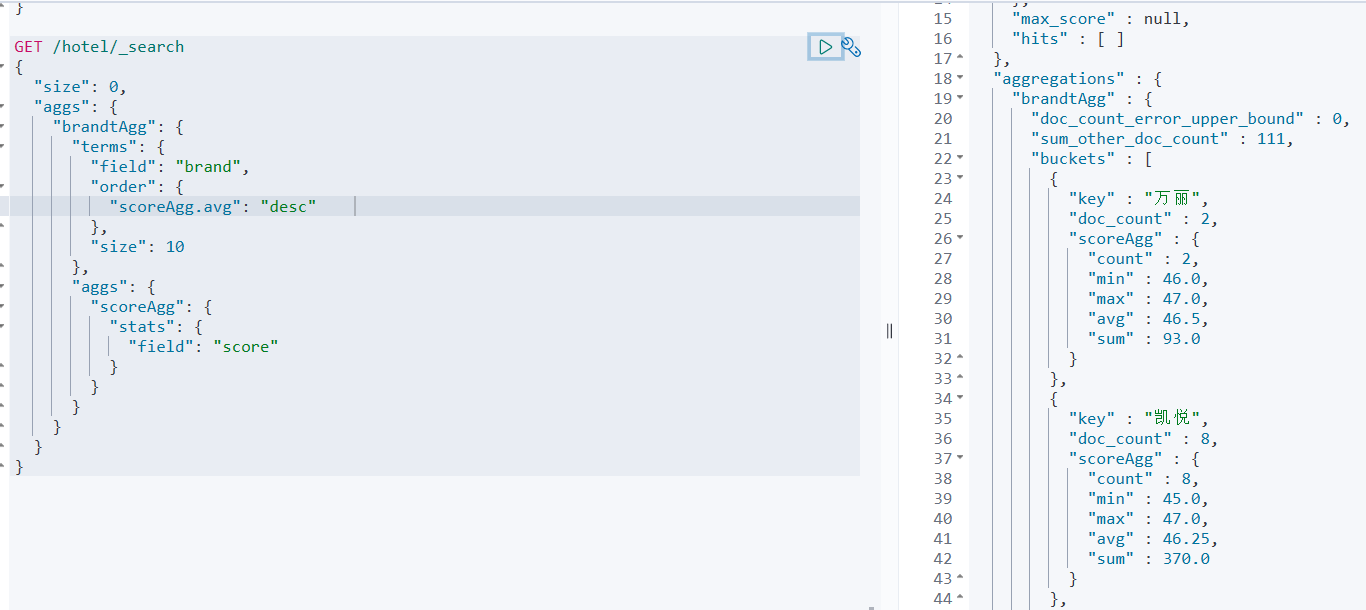 }
GET /hotel/_search
{
"size": 0,
"aggs": {
"brandtAgg": {
"terms": {
"field": "brand",
"order": {
"scoreAgg.avg": "desc"
},
"size": 10
},
"aggs": {
"scoreAgg": {
"stats": {
"field": "score"
}
}
}
}
}
}
15 "max_score" : null,
16 "hits" : [ ]
17 },
18 "aggregations" : {
19 "brandtAgg" : {
20 "doc_count_error_upper_bound" : 0,
21 "sum_other_doc_count" : 111,
22 "buckets" : [
23 {
24 "key" : "万丽",
25 "doc_count" : 2,
26 "scoreAgg" : {
27 "count" : 2,
28 "min" : 46.0,
29 "max" : 47.0,
30 "avg" : 46.5,
31 "sum" : 93.0
32 }
33 },
34 {
35 "key" : "凯悦",
36 "doc_count" : 8,
37 "scoreAgg" : {
38 "count" : 8,
39 "min" : 45.0,
40 "max" : 47.0,
41 "avg" : 46.25,
42 "sum" : 370.0
43 }
44 },